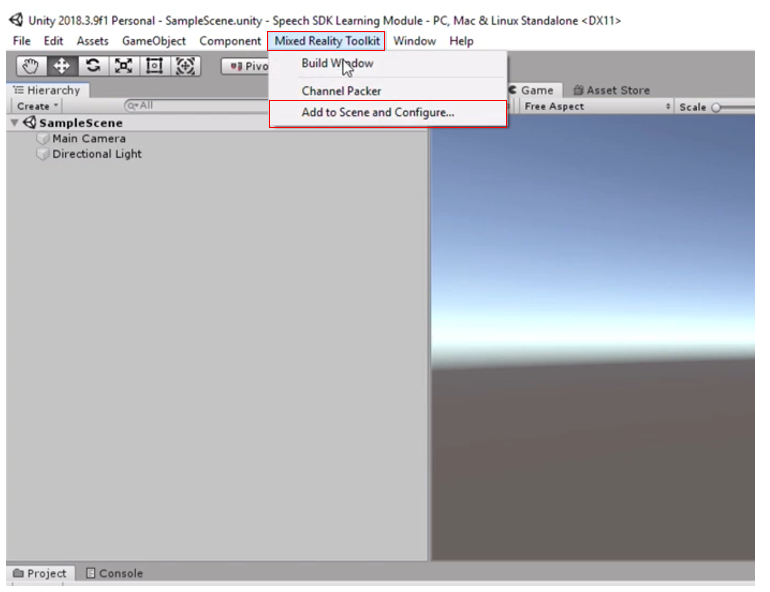 Unity 2018.3.9f1 Personal - SampleScene.unity - Speech SDK Learning Module - PC, Mac & Linux Standalone <DX11>
File Edit Assets GameObject Component Mixed Reality Toolkit Window Help
Build Window
Pivo
Channel Packer
Add to Scene and Configure...
Hierarchy
Game Asset Store
Create All
Free Aspect Scale
SampleScene
Main Camera
Directional Light
Project Console